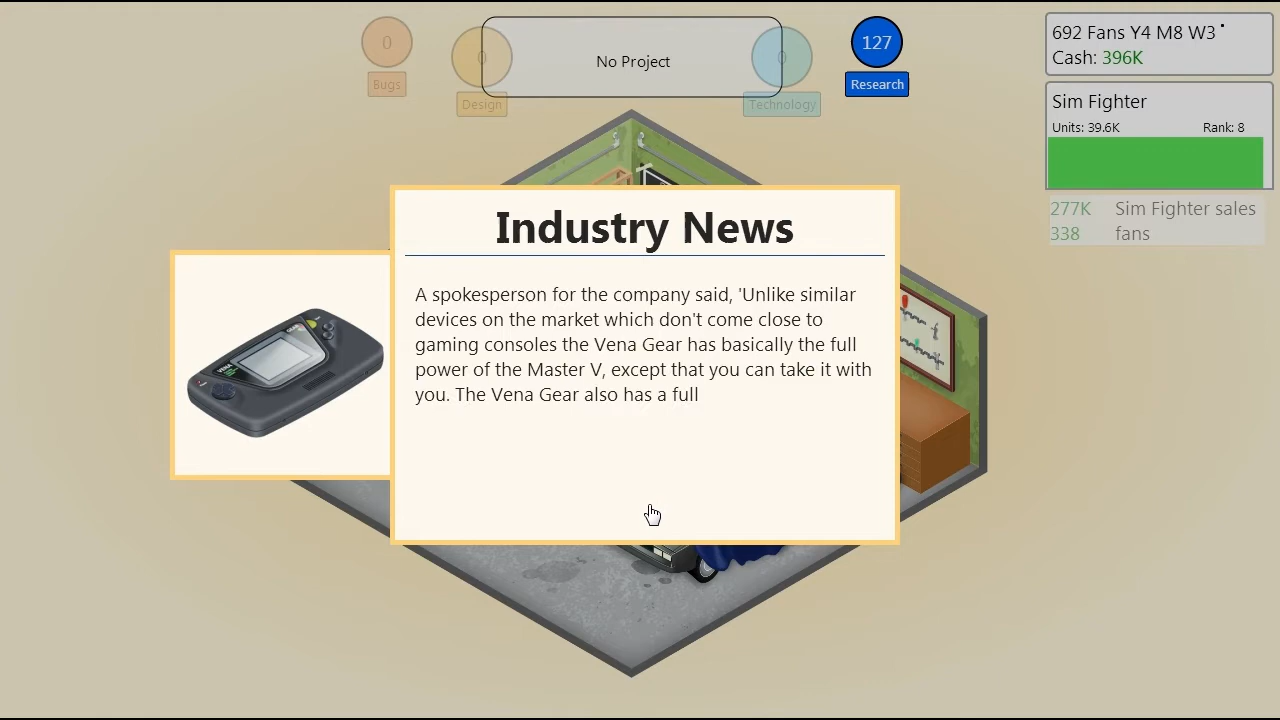 0
Bugs
0
Design
No Project
0
Technology
127
Research
692 Fans Y4 M8 W3
Cash: 396K
Sim Fighter
Units: 39.6K Rank: 8
277K Sim Fighter sales
338 fans
Industry News
A spokesperson for the company said, 'Unlike similar
devices on the market which don't come close to
gaming consoles the Vena Gear has basically the full
power of the Master V, except that you can take it with
you. The Vena Gear also has a full
VENA